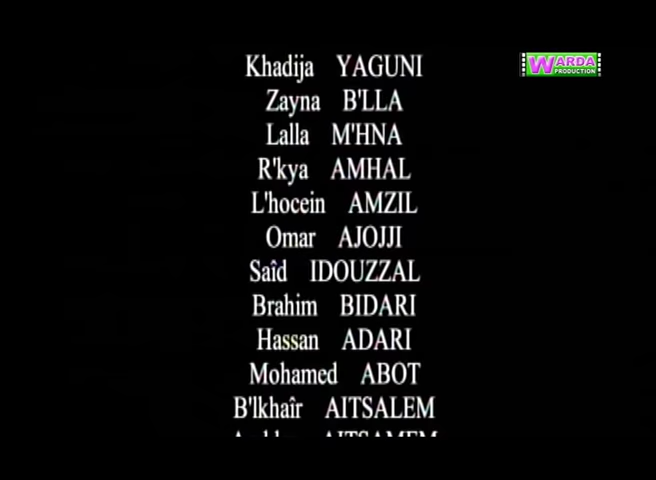 Khadija YAGUNI
WARDA
PRODUCTION
Zayna B'LLA
Lalla M'HNA
R'kya AMHAL
L'hocein AMZIL
Omar AJOJJI
Saîd IDOUZZAL
Brahim BIDARI
Hassan ADARI
Mohamed ABOT
B'lkhaîr AITSALEM